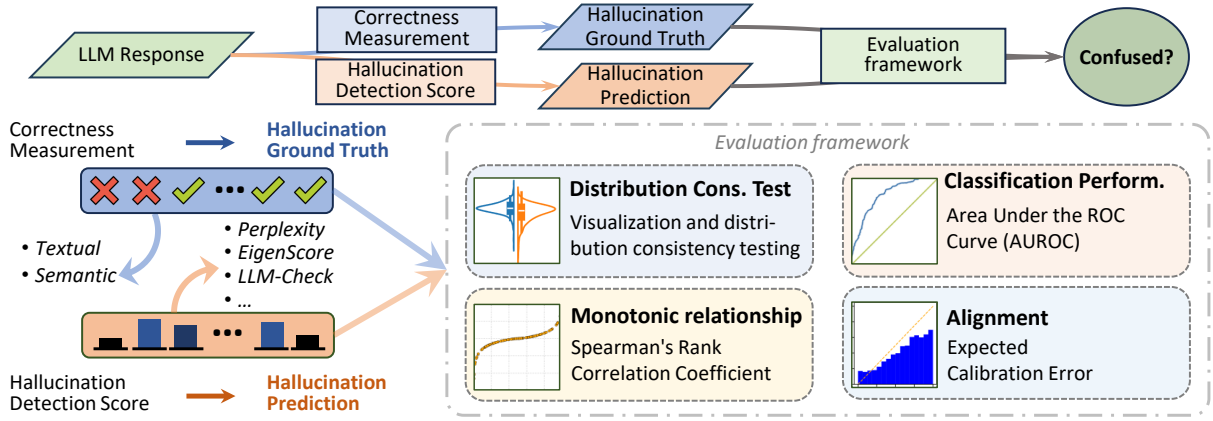 LLM Response
Correctness
Measurement
Hallucination
Detection Score
Hallucination
Ground Truth
Hallucination
Prediction
Evaluation
framework
Confused?
Correctness
Measurement
Hallucination
Ground Truth
• Textual
• Semantic
• Perplexity
• EigenScore
• LLM-Check
• ...
Hallucination
Detection Score
Hallucination
Prediction
Evaluation framework
Distribution Cons. Test
Visualization and distri-
bution consistency testing
Classification Perform.
Area Under the ROC
Curve (AUROC)
Monotonic relationship
Spearman's Rank
Correlation Coefficient
Alignment
Expected
Calibration Error